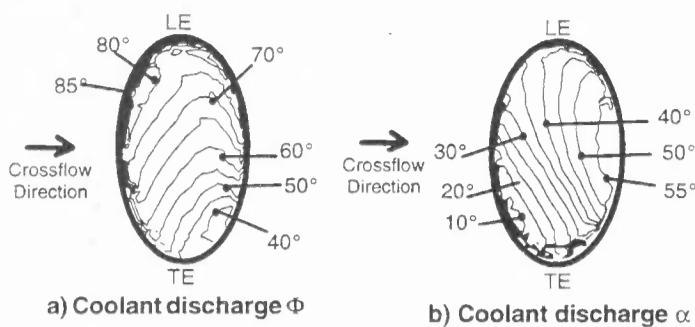 LE
80°
70°
85°
60°
50°
40°
Crossflow
Direction
TE
a) Coolant discharge Φ
LE
40°
30°
50°
20°
55°
10°
Crossflow
Direction
TE
b) Coolant discharge α